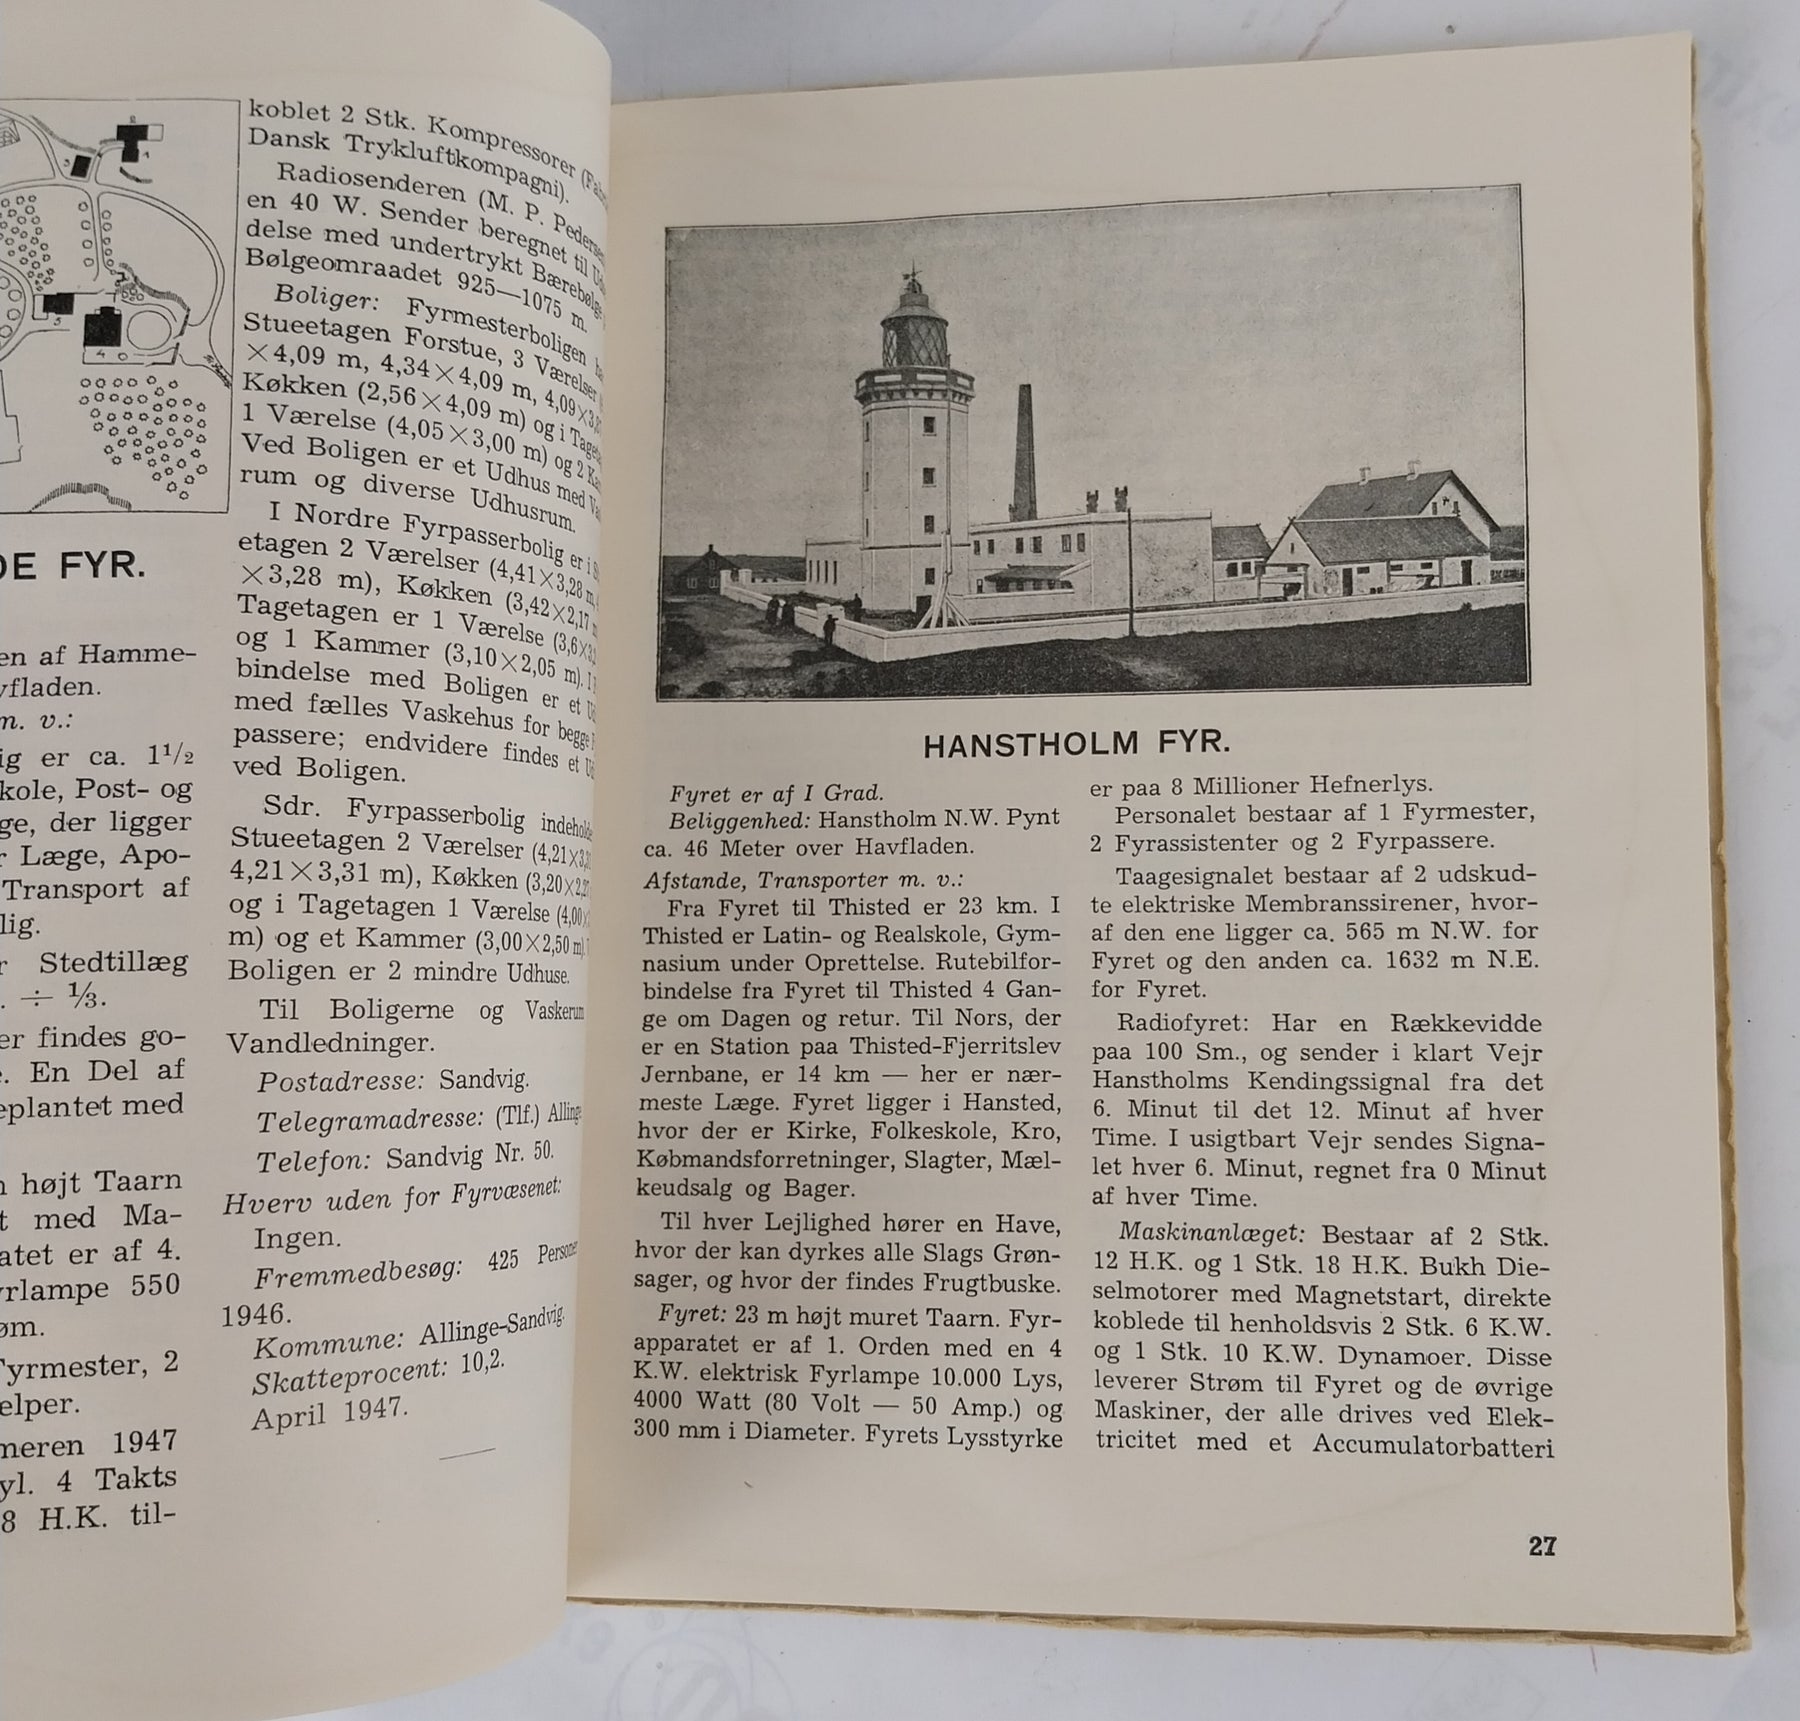 DE FYR.
en af Hamme-
vfladen.
m. v.:
ig er ca. 1½
kole, Post- og
ge, der ligger
r Læge, Apo-
Transport af
lig.
r Stedtillæg
. ÷ ⅓.
er findes go-
. En Del af
eplantet med
n højt Taarn
t med Ma-
atet er af 4.
yrlampe 550
øm.
Fyrmester, 2
elper.
meren 1947
yl. 4 Takts
8 H.K. til-
koblet 2 Stk. Kompressorer
Dansk Trykluftkompagni).
Radiosenderen (M. P. Pedersen
en 40 W. Sender beregnet til
delse med undertrykt Bærebølge
Bølgeomraadet 925—1075 m.
Boliger: Fyrmesterboligen
Stueetagen Forstue, 3 Værelser
×4,09 m, 4,34×4,09 m, 4,09×
Køkken (2,56×4,09 m) og i
1 Værelse (4,05×3,00 m) og 2
Ved Boligen er et Udhus med
rum og diverse Udhusrum.
I Nordre Fyrpasserbolig er i
etagen 2 Værelser (4,41×3,28 m,
×3,28 m), Køkken (3,42×2,17
Tagetagen er 1 Værelse (3,6×
og 1 Kammer (3,10×2,05 m).
bindelse med Boligen er et
med fælles Vaskehus for begge
passere; endvidere findes et
ved Boligen.
Sdr. Fyrpasserbolig
Stueetagen 2 Værelser (4,21×
4,21×3,31 m), Køkken (3,20×
og i Tagetagen 1 Værelse (4,00
m) og et Kammer (3,00×2,50 m).
Boligen er 2 mindre Udhuse.
Til Boligerne og Vaskerum
Vandledninger.
Postadresse: Sandvig.
Telegramadresse: (Tlf.) Allinge
Telefon: Sandvig Nr. 50.
Hverv uden for Fyrvæsenet:
Ingen.
Fremmedbesøg: 425 Personer
1946.
Kommune: Allinge-Sandvig.
Skatteprocent: 10,2.
April 1947.
HANSTHOLM FYR.
Fyret er af I Grad.
Beliggenhed: Hanstholm N.W. Pynt
ca. 46 Meter over Havfladen.
Afstande, Transporter m. v.:
Fra Fyret til Thisted er 23 km. I
Thisted er Latin- og Realskole, Gym-
nasium under Oprettelse. Rutebilfor-
bindelse fra Fyret til Thisted 4 Gan-
ge om Dagen og retur. Til Nors, der
er en Station paa Thisted-Fjerritslev
Jernbane, er 14 km — her er nær-
meste Læge. Fyret ligger i Hansted,
hvor der er Kirke, Folkeskole, Kro,
Købmandsforretninger, Slagter, Mæl-
keudsalg og Bager.
Til hver Lejlighed hører en Have,
hvor der kan dyrkes alle Slags Grøn-
sager, og hvor der findes Frugtbuske.
Fyret: 23 m højt muret Taarn. Fyr-
apparatet er af 1. Orden med en 4
K.W. elektrisk Fyrlampe 10.000 Lys,
4000 Watt (80 Volt — 50 Amp.) og
300 mm i Diameter. Fyrets Lysstyrke
er paa 8 Millioner Hefnerlys.
Personalet bestaar af 1 Fyrmester,
2 Fyrassistenter og 2 Fyrpassere.
Taagesignalet bestaar af 2 udskud-
te elektriske Membranssirener, hvor-
af den ene ligger ca. 565 m N.W. for
Fyret og den anden ca. 1632 m N.E.
for Fyret.
Radiofyret: Har en Rækkevidde
paa 100 Sm., og sender i klart Vejr
Hanstholms Kendingssignal fra det
6. Minut til det 12. Minut af hver
Time. I usigtbart Vejr sendes Signa-
let hver 6. Minut, regnet fra 0 Minut
af hver Time.
Maskinanlæget: Bestaar af 2 Stk.
12 H.K. og 1 Stk. 18 H.K. Bukh Die-
selmotorer med Magnetstart, direkte
koblede til henholdsvis 2 Stk. 6 K.W.
og 1 Stk. 10 K.W. Dynamoer. Disse
leverer Strøm til Fyret og de øvrige
Maskiner, der alle drives ved Elek-
tricitet med et Accumulatorbatteri
27